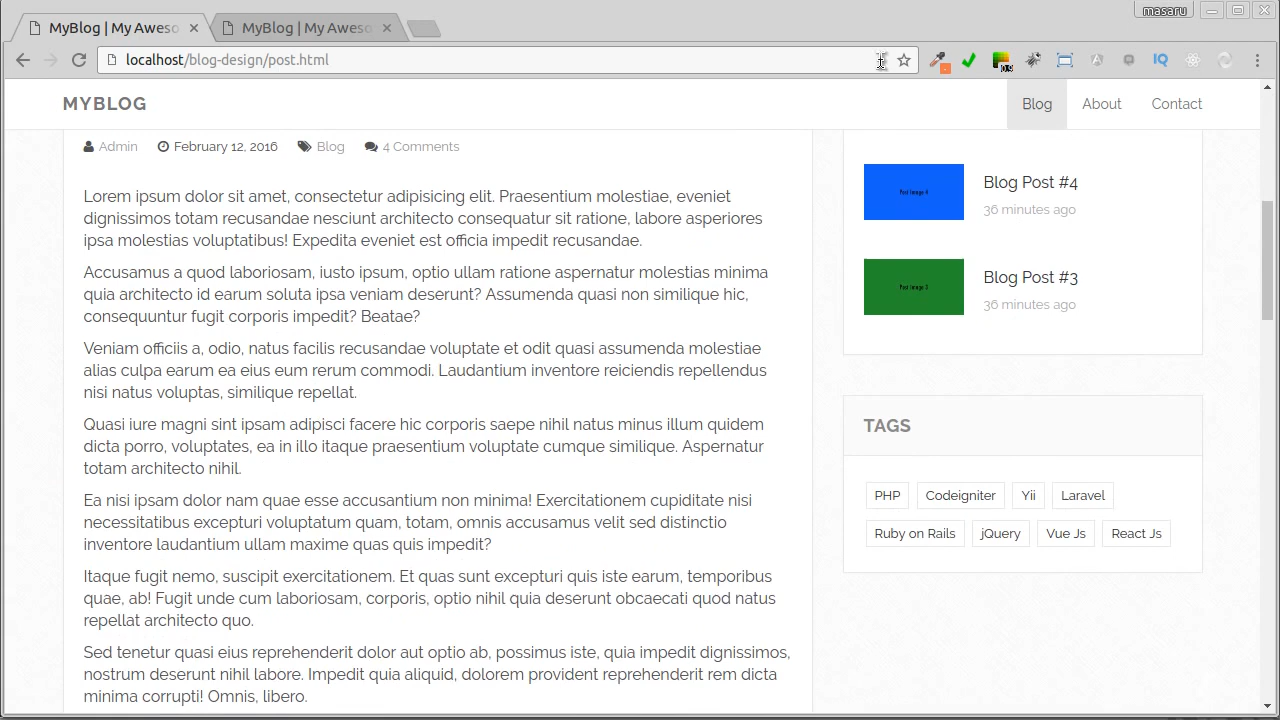 masaru
MyBlog | My Aweso
MyBlog | My Aweso
localhost/blog-design/post.html
IQ
MYBLOG
Blog
About
Contact
Admin
February 12, 2016
Blog
4 Comments
Lorem ipsum dolor sit amet, consectetur adipisicing elit. Praesentium molestiae, eveniet
dignissimos totam recusandae nesciunt architecto consequatur sit ratione, labore asperiores
ipsa molestias voluptatibus! Expedita eveniet est officia impedit recusandae.
Accusamus a quod laboriosam, iusto ipsum, optio ullam ratione aspernatur molestias minima
quia architecto id earum soluta ipsa veniam deserunt? Assumenda quasi non similique hic,
consequuntur fugit corporis impedit? Beatae?
Veniam officiis a, odio, natus facilis recusandae voluptate et odit quasi assumenda molestiae
alias culpa earum ea eius eum rerum commodi. Laudantium inventore reiciendis repellendus
nisi natus voluptas, similique repellat.
Quasi iure magni sint ipsam adipisci facere hic corporis saepe nihil natus minus illum quidem
dicta porro, voluptates, ea in illo itaque praesentium voluptate cumque similique. Aspernatur
totam architecto nihil.
Ea nisi ipsam dolor nam quae esse accusantium non minima! Exercitationem cupiditate nisi
necessitatibus excepturi voluptatum quam, totam, omnis accusamus velit sed distinctio
inventore laudantium ullam maxime quas quis impedit?
Itaque fugit nemo, suscipit exercitationem. Et quas sunt excepturi quis iste earum, temporibus
quae, ab! Fugit unde cum laboriosam, corporis, optio nihil quia deserunt obcaecati quod natus
repellat architecto quo.
Sed tenetur quasi eius reprehenderit dolor aut optio ab, possimus iste, quia impedit dignissimos,
nostrum deserunt nihil labore. Impedit quia aliquid, dolorem provident reprehenderit rem dicta
minima corrupti! Omnis, libero.
Post Image 4
Blog Post #4
36 minutes ago
Post Image 3
Blog Post #3
36 minutes ago
TAGS
PHP
Codeigniter
Yii
Laravel
Ruby on Rails
jQuery
Vue Js
React Js